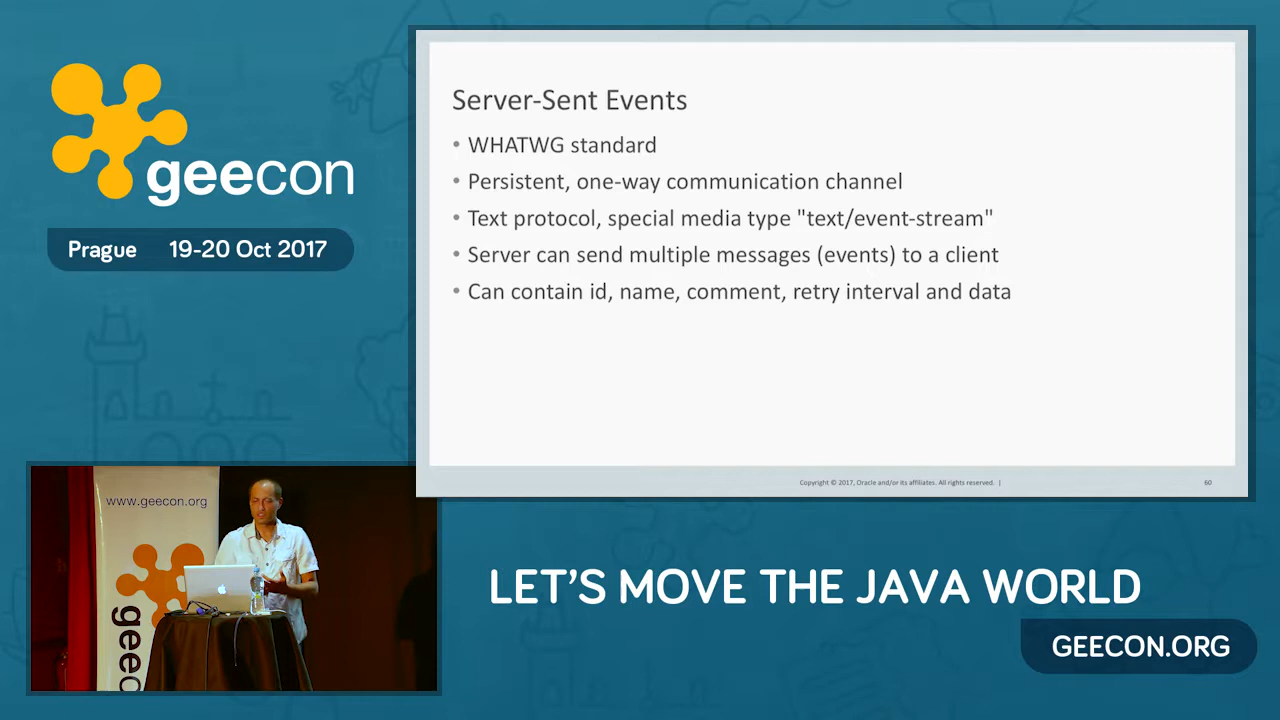 geecon
Prague 19-20 Oct 2017
Server-Sent Events
• WHATWG standard
• Persistent, one-way communication channel
• Text protocol, special media type "text/event-stream"
• Server can send multiple messages (events) to a client
• Can contain id, name, comment, retry interval and data
Copyright © 2017, Oracle and/or its affiliates. All rights reserved. |
60
www.geecon.org
geec
LET'S MOVE THE JAVA WORLD
GEECON.ORG